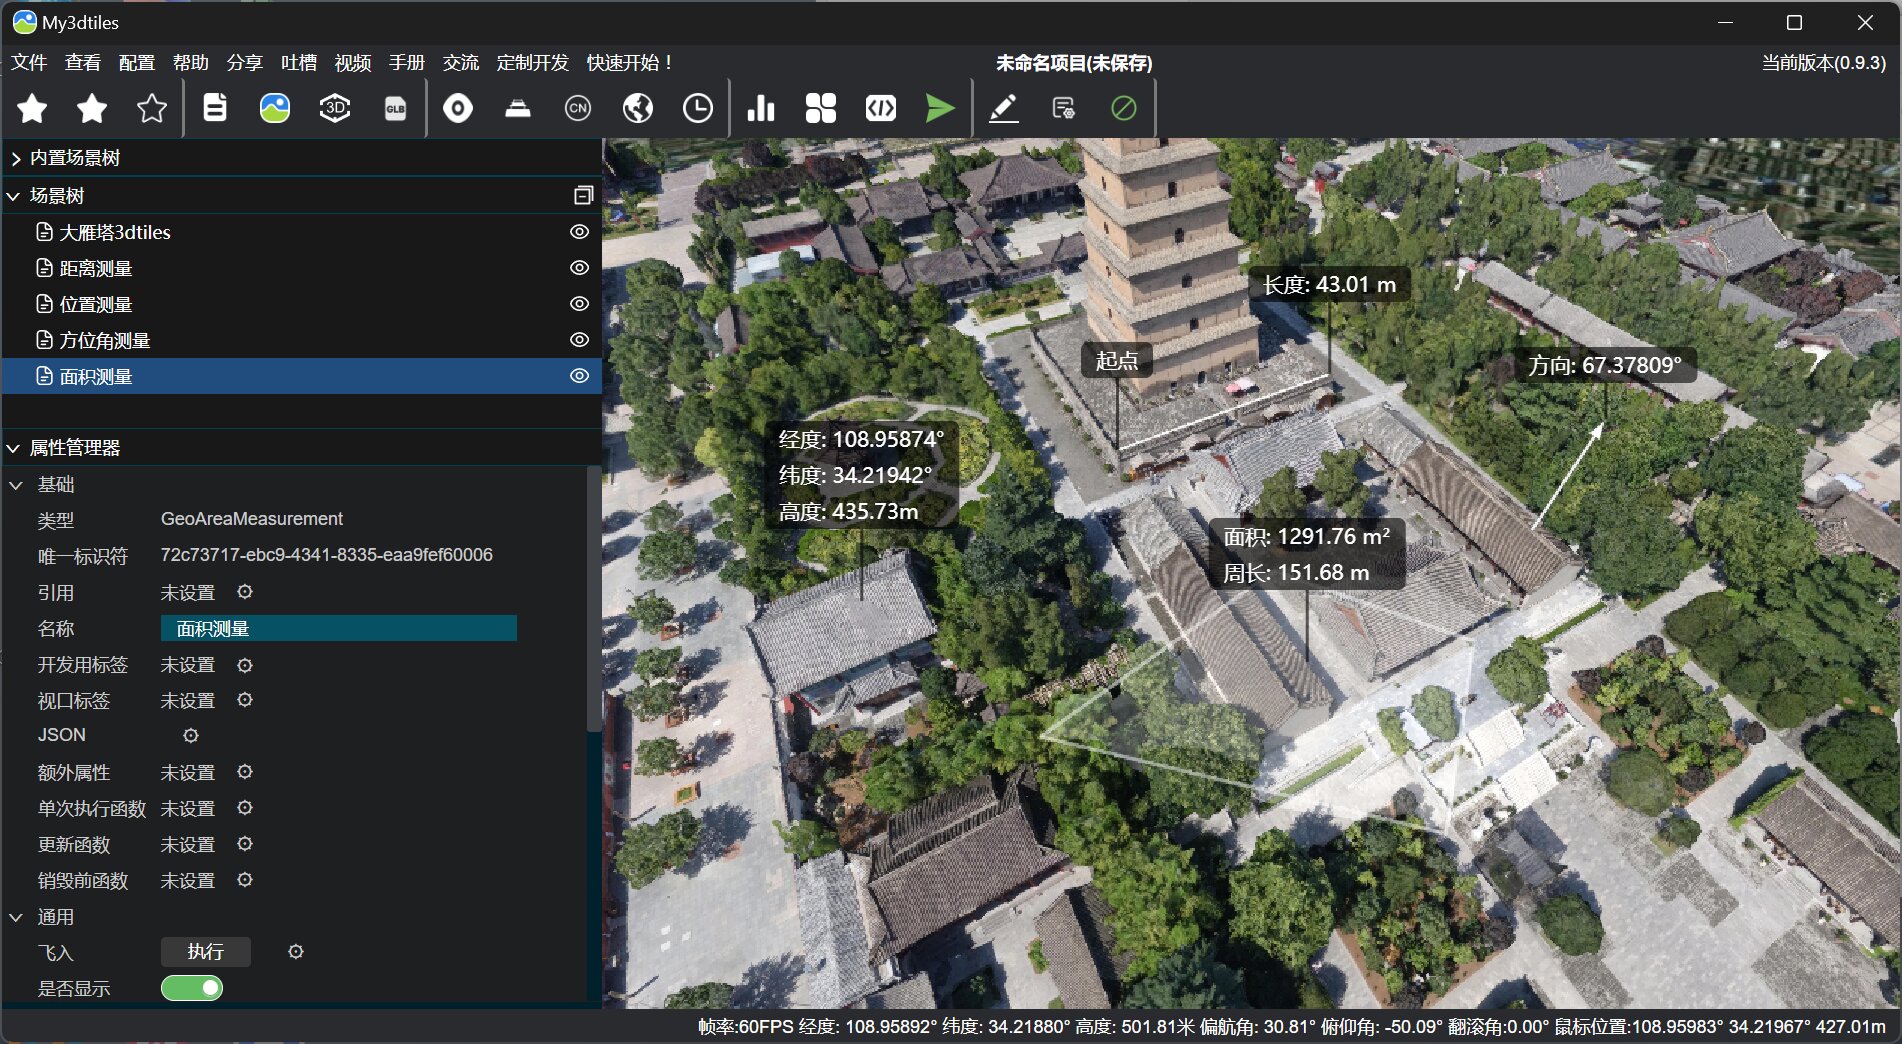 My3dtiles
文件 查看 配置 帮助 分享 吐槽 视频 手册 交流 定制开发 快速开始！ 未命名项目(未保存) 当前版本(0.9.3)
3D GLB CN
内置场景树
场景树
大雁塔3dtiles
距离测量
位置测量
方位角测量
面积测量
属性管理器
基础
类型 GeoAreaMeasurement
唯一标识符 72c73717-ebc9-4341-8335-eaa9fef60006
引用 未设置
名称 面积测量
开发用标签 未设置
视口标签 未设置
JSON
额外属性 未设置
单次执行函数 未设置
更新函数 未设置
销毁前函数 未设置
通用
飞入 执行
是否显示
长度: 43.01 m
起点
方向: 67.37809°
经度: 108.95874°
纬度: 34.21942°
高度: 435.73m
面积: 1291.76 m²
周长: 151.68 m
帧率:60FPS 经度: 108.95892° 纬度: 34.21880° 高度: 501.81米 偏航角: 30.81° 俯仰角: -50.09° 翻滚角:0.00° 鼠标位置:108.95983° 34.21967° 427.01m